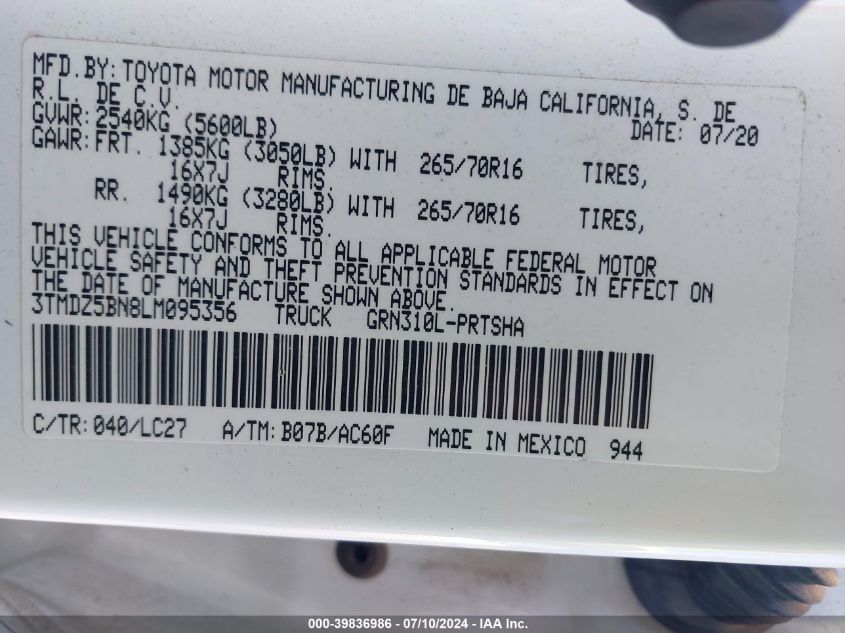 MFD.BY: TOYOTA MOTOR MANUFACTURING DE BAJA CALIFORNIA, S. DE
R.L. DE C.V.
DATE: 07/20
GVWR: 2540KG (5600LB)
GAWR: FRT. 1385KG (3050LB) WITH 265/70R16 TIRES,
16X7J RIMS.
RR. 1490KG (3280LB) WITH 265/70R16 TIRES,
16X7J RIMS.
THIS VEHICLE CONFORMS TO ALL APPLICABLE FEDERAL MOTOR
VEHICLE SAFETY AND THEFT PREVENTION STANDARDS IN EFFECT ON
THE DATE OF MANUFACTURE SHOWN ABOVE.
3TMDZ5BN8LM095356 TRUCK GRN310L-PRTSHA
C/TR: 040/LC27 A/TM: B07B/AC60F MADE IN MEXICO 944
000-39836986 - 07/10/2024 - IAA Inc.